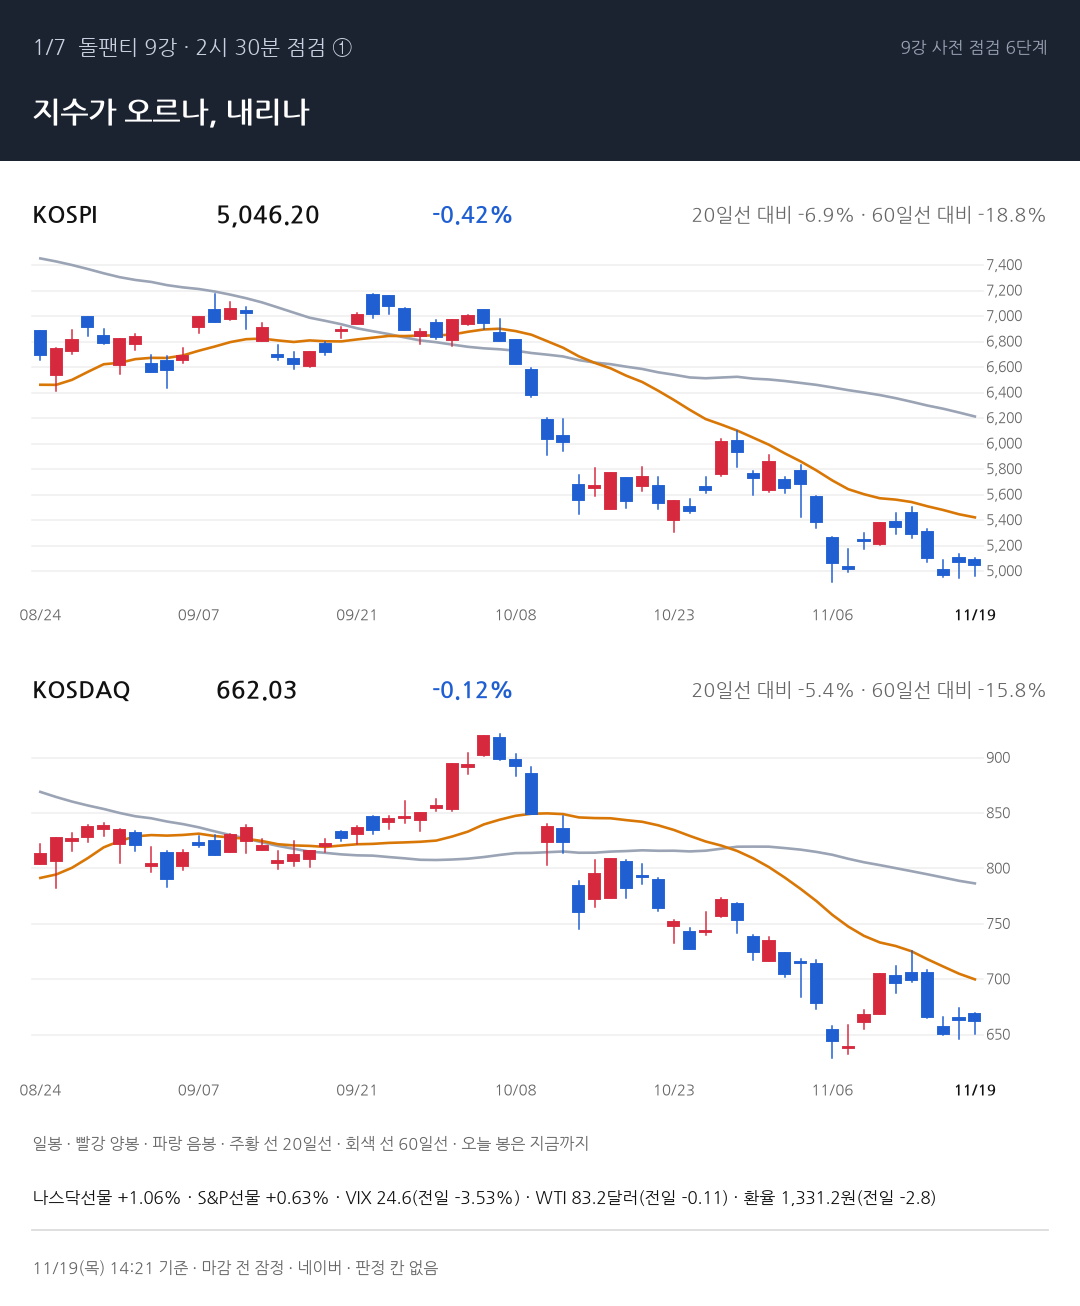 1/7 돌팬티 9강 · 2시 30분 점검 ①
9강 사전 점검 6단계
지수가 오르나, 내리나
KOSPI 5,046.20 -0.42% 20일선 대비 -6.9% · 60일선 대비 -18.8%
7,400
7,200
7,000
6,800
6,600
6,400
6,200
6,000
5,800
5,600
5,400
5,200
5,000
08/24 09/07 09/21 10/08 10/23 11/06 11/19
KOSDAQ 662.03 -0.12% 20일선 대비 -5.4% · 60일선 대비 -15.8%
900
850
800
750
700
650
08/24 09/07 09/21 10/08 10/23 11/06 11/19
일봉 · 빨강 양봉 · 파랑 음봉 · 주황 선 20일선 · 회색 선 60일선 · 오늘 봉은 지금까지
나스닥선물 +1.06% · S&P선물 +0.63% · VIX 24.6(전일 -3.53%) · WTI 83.2달러(전일 -0.11) · 환율 1,331.2원(전일 -2.8)
11/19(목) 14:21 기준 · 마감 전 잠정 · 네이버 · 판정 칸 없음